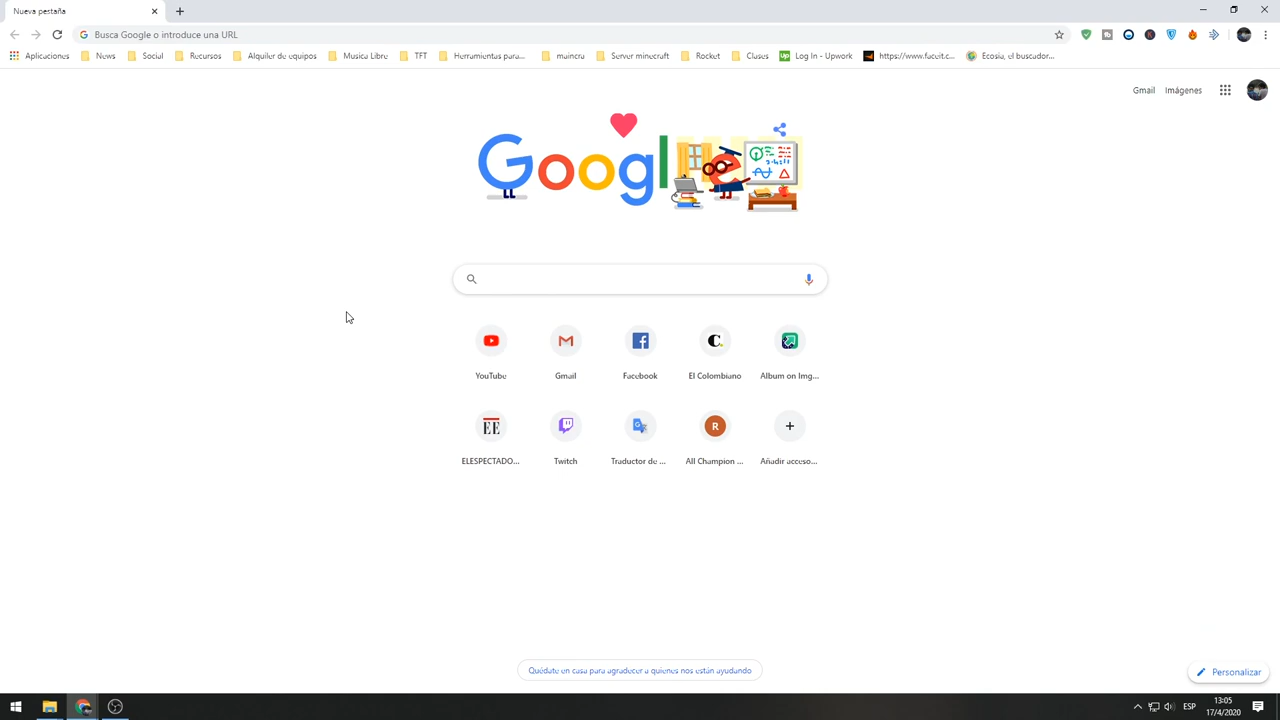 Nueva pestaña
Busca Google o introduce una URL
Aplicaciones News Social Recursos Alquiler de equipos Musica Libre TFT Herramientas para... maincra Server minecraft Rocket Clases Up Log In - Upwork https://www.faceit.c... Ecosia, el buscador...
Gmail Imágenes
Google
YouTube Gmail Facebook El Colombiano Album on Img...
ELESPECTADO... Twitch Traductor de ... All Champion ... Añadir acceso...
Quédate en casa para agradecer a quienes nos están ayudando
Personalizar
ESP
13:05
17/4/2020